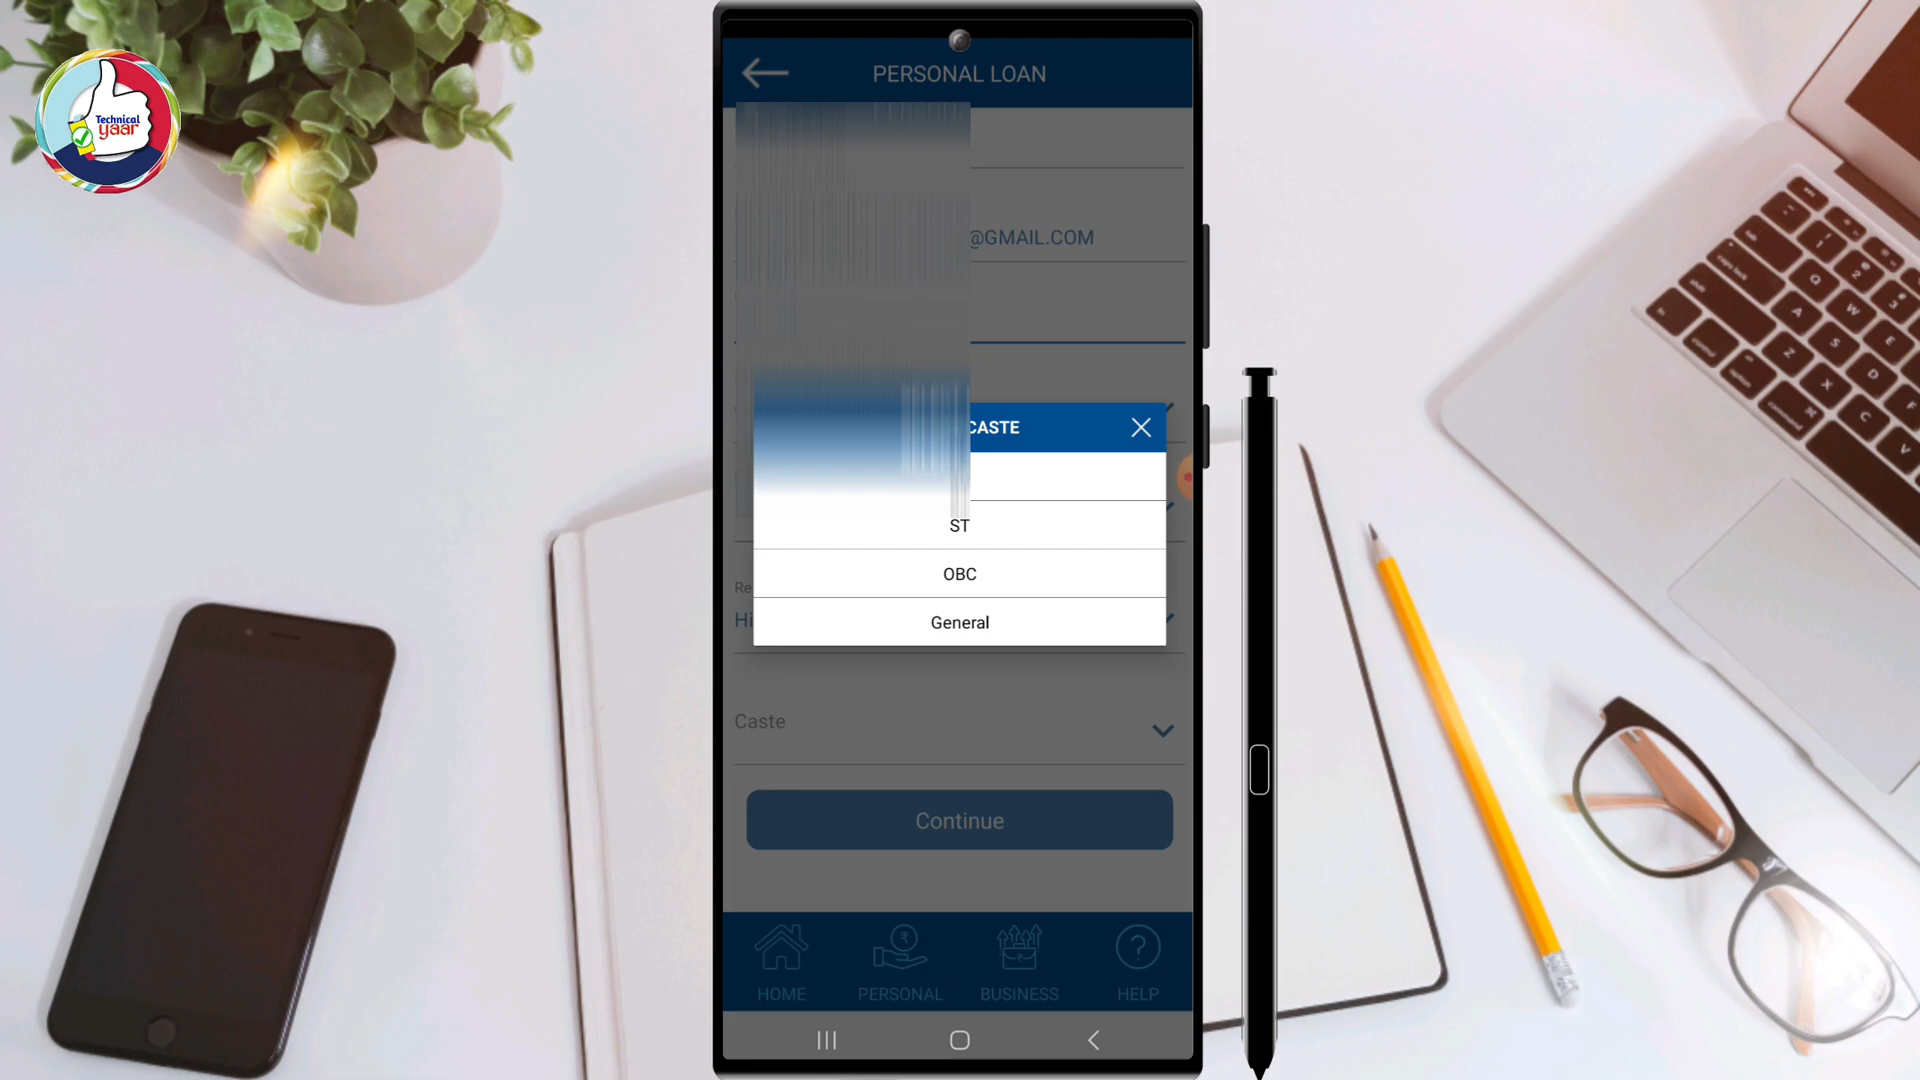 Technical
yaar
PERSONAL LOAN
@GMAIL.COM
CASTE
ST
OBC
General
Re
Hi
Caste
Continue
HOME
PERSONAL
BUSINESS
HELP